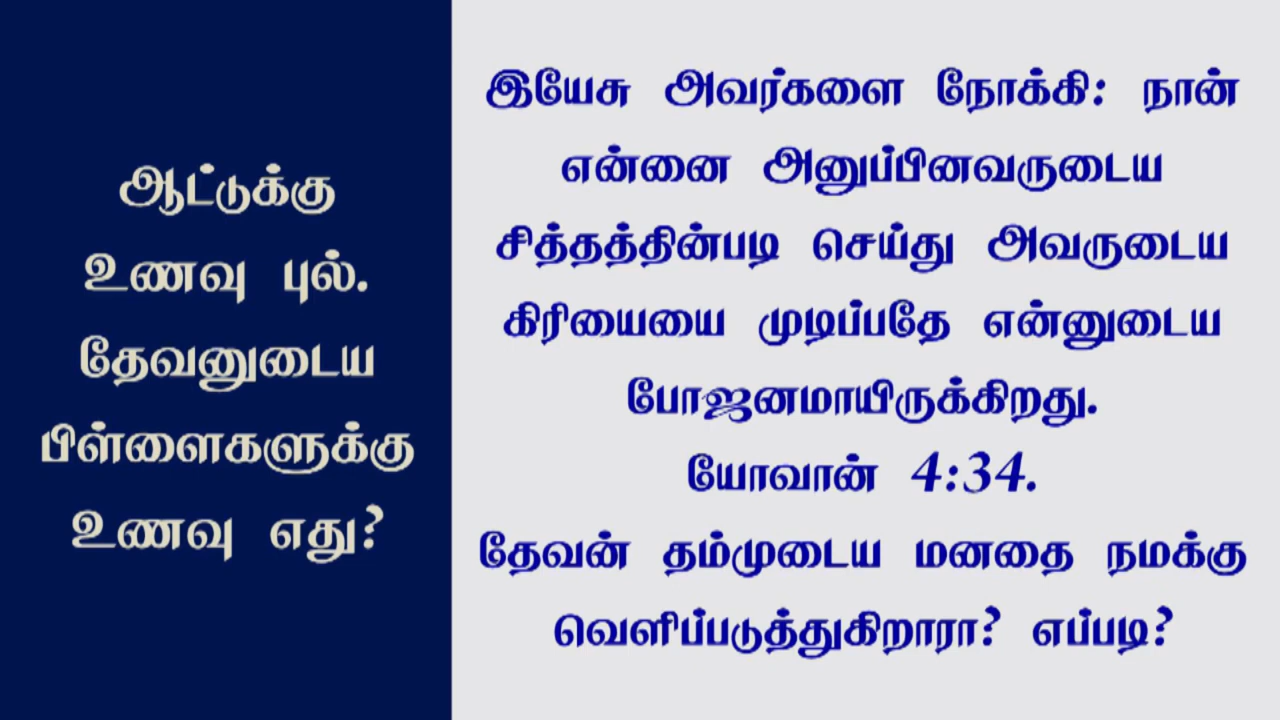 ஆட்டுக்கு
உணவு புல்.
தேவனுடைய
பிள்ளைகளுக்கு
உணவு எது?
இயேசு அவர்களை நோக்கி: நான்
என்னை அனுப்பினவருடைய
சித்தத்தின்படி செய்து அவருடைய
கிரியையை முடிப்பதே என்னுடைய
போஜனமாயிருக்கிறது.
யோவான் 4:34.
தேவன் தம்முடைய மனதை நமக்கு
வெளிப்படுத்துகிறாரா? எப்படி?